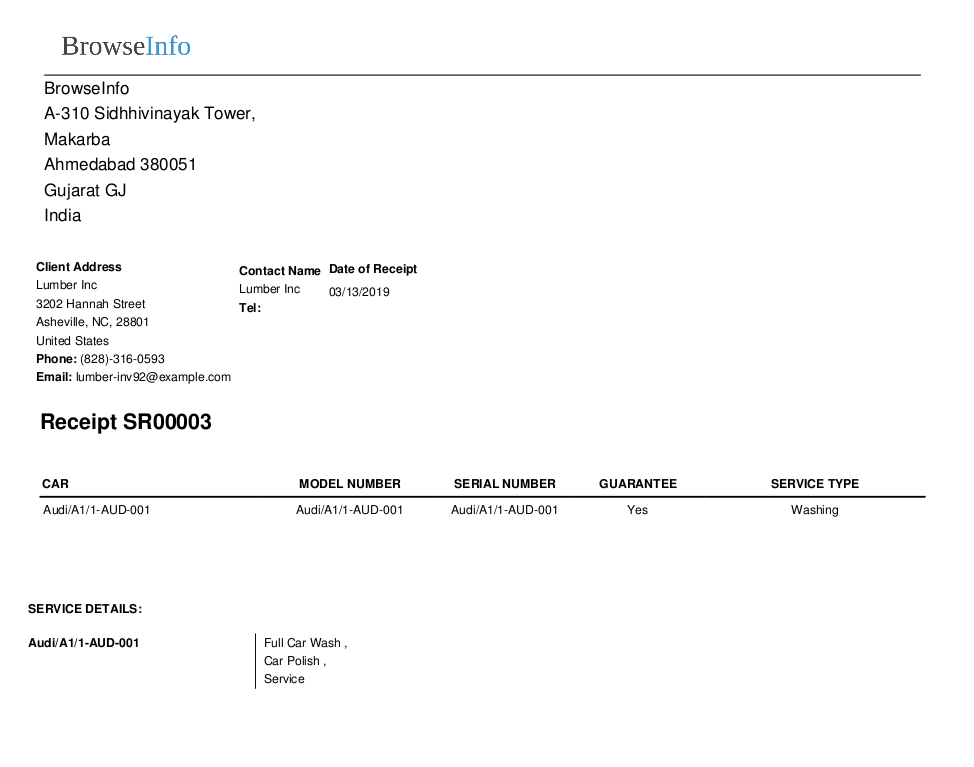 BrowseInfo
BrowseInfo
A-310 Sidhhivinayak Tower,
Makarba
Ahmedabad 380051
Gujarat GJ
India
Client Address
Lumber Inc
3202 Hannah Street
Asheville, NC, 28801
United States
Phone: (828)-316-0593
Email: lumber-inv92@example.com
Contact Name
Lumber Inc
Tel:
Date of Receipt
03/13/2019
Receipt SR00003
CAR MODEL NUMBER SERIAL NUMBER GUARANTEE SERVICE TYPE
Audi/A1/1-AUD-001 Audi/A1/1-AUD-001 Audi/A1/1-AUD-001 Yes Washing
SERVICE DETAILS:
Audi/A1/1-AUD-001 Full Car Wash ,
Car Polish ,
Service